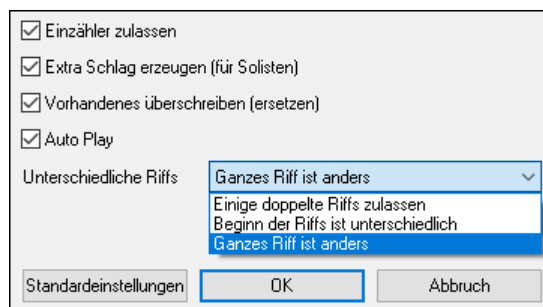 Einzähler zulassen
Extra Schlag erzeugen (für Solisten)
Vorhandenes überschreiben (ersetzen)
Auto Play
Unterschiedliche Riffs Ganzes Riff ist anders
Einige doppelte Riffs zulassen
Beginn der Riffs ist unterschiedlich
Ganzes Riff ist anders
Standardeinstellungen OK Abbruch